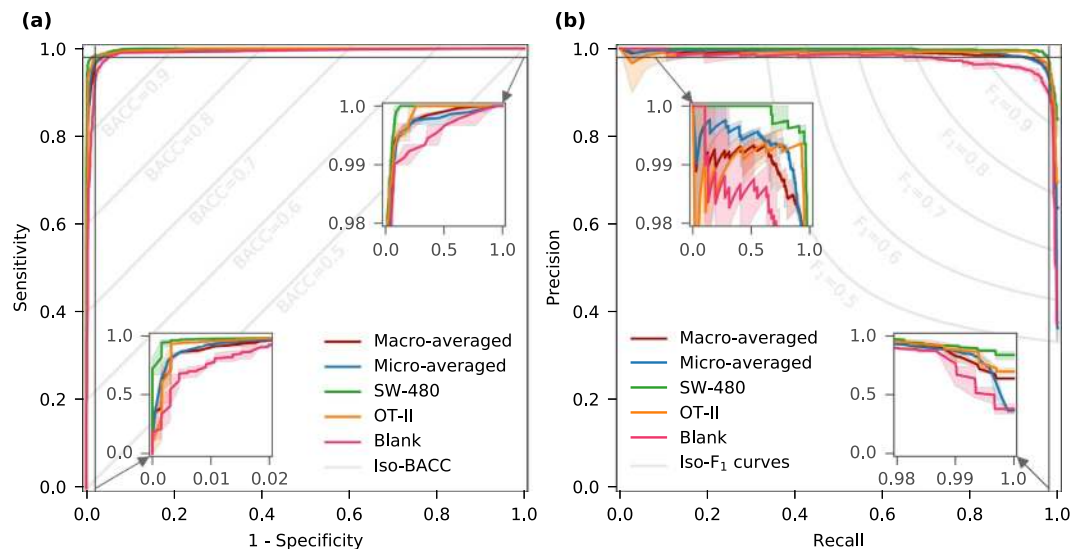 (a)
1.0
0.8
0.6
0.4
0.2
0.0
Sensitivity
BACC=0.9
BACC=0.8
BACC=0.7
BACC=0.6
BACC=0.5
1.0
0.99
0.98
0.0 0.5 1.0
1.0
0.5
0.0
0.0 0.01 0.02
Macro-averaged
Micro-averaged
SW-480
OT-II
Blank
Iso-BACC
0.0 0.2 0.4 0.6 0.8 1.0
1 - Specificity
(b)
1.0
0.8
0.6
0.4
0.2
0.0
Precision
F₁=0.9
F₁=0.8
F₁=0.7
F₁=0.6
F₁=0.5
1.0
0.99
0.98
0.0 0.5 1.0
Macro-averaged
Micro-averaged
SW-480
OT-II
Blank
Iso-F₁ curves
1.0
0.5
0.0
0.98 0.99 1.0
0.0 0.2 0.4 0.6 0.8 1.0
Recall